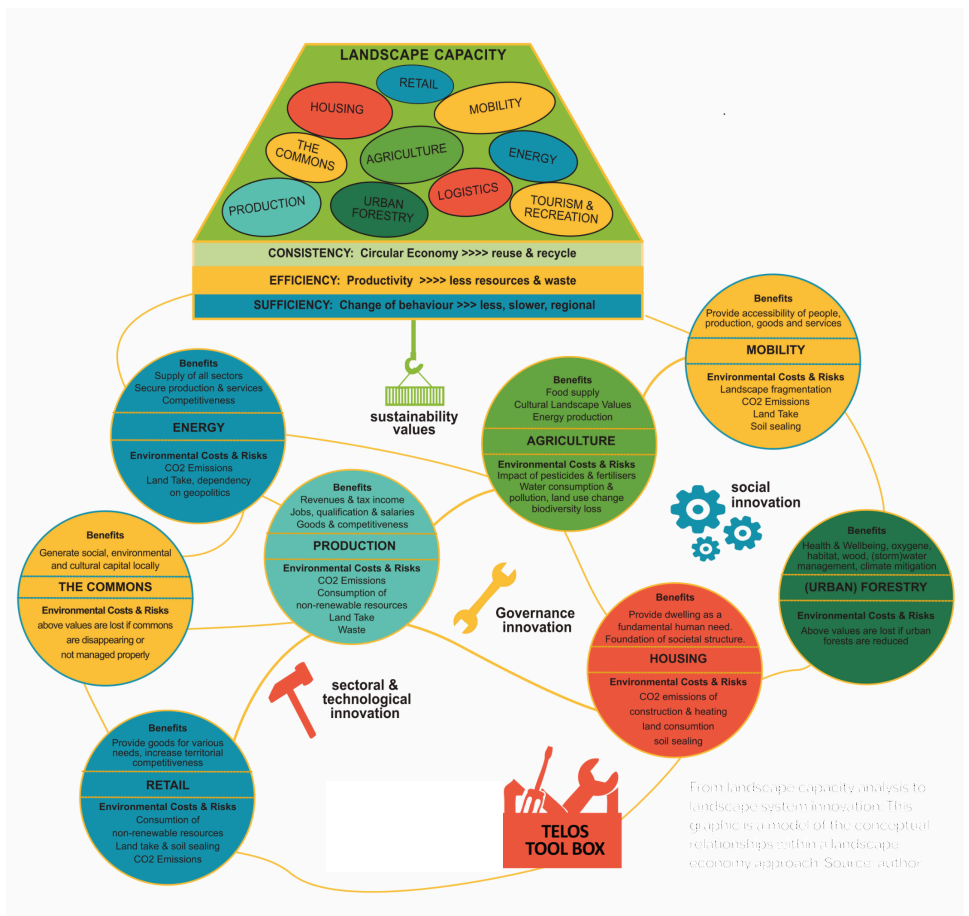 LANDSCAPE CAPACITY
RETAIL
HOUSING
MOBILITY
THE
COMMONS
AGRICULTURE
ENERGY
PRODUCTION
URBAN
FORESTRY
LOGISTICS
TOURISM &
RECREATION
CONSISTENCY: Circular Economy >>>> reuse & recycle
EFFICIENCY: Productivity >>>> less resources & waste
SUFFICIENCY: Change of behaviour >>> less, slower, regional
Benefits
Provide accessibility of people,
production, goods and services
MOBILITY
Environmental Costs & Risks
Landscape fragmentation
CO2 Emissions
Land Take
Soil sealing
Benefits
Supply of all sectors
Secure production & services
Competitiveness
ENERGY
Environmental Costs & Risks
CO2 Emissions
Land Take, dependency
on geopolitics
sustainability
values
Benefits
Food supply
Cultural Landscape Values
Energy production
AGRICULTURE
Environmental Costs & Risks
Impact of pesticides & fertilisers
Water consumption &
pollution, land use change
biodiversity loss
social
innovation
Benefits
Revenues & tax income
Jobs, qualification & salaries
Goods & competitiveness
PRODUCTION
Environmental Costs & Risks
CO2 Emissions
Consumption of
non-renewable resources
Land Take
Waste
Benefits
Generate social, environmental
and cultural capital locally
THE COMMONS
Environmental Costs & Risks
above values are lost if commons
are disappearing or
not managed properly
Benefits
Health & Wellbeing, oxygene,
habitat, wood, (storm)water
management, climate mitigation
(URBAN) FORESTRY
Environmental Costs & Risks
Above values are lost if urban
forests are reduced
Governance
innovation
Benefits
Provide dwelling as a
fundamental human need.
Foundation of societal structure.
HOUSING
Environmental Costs & Risks
CO2 emissions of
construction & heating
land consumtion
soil sealing
sectoral &
technological
innovation
Benefits
Provide goods for various
needs, increase territorial
competitiveness
RETAIL
Environmental Costs & Risks
Consumtion of
non-renewable resources
Land take & soil sealing
CO2 Emissions
TELOS
TOOL BOX
From landscape capacity analysis to
landscape system innovation. This
graphic is a model of the conceptual
relationships within a landscape
economy approach. Source: author